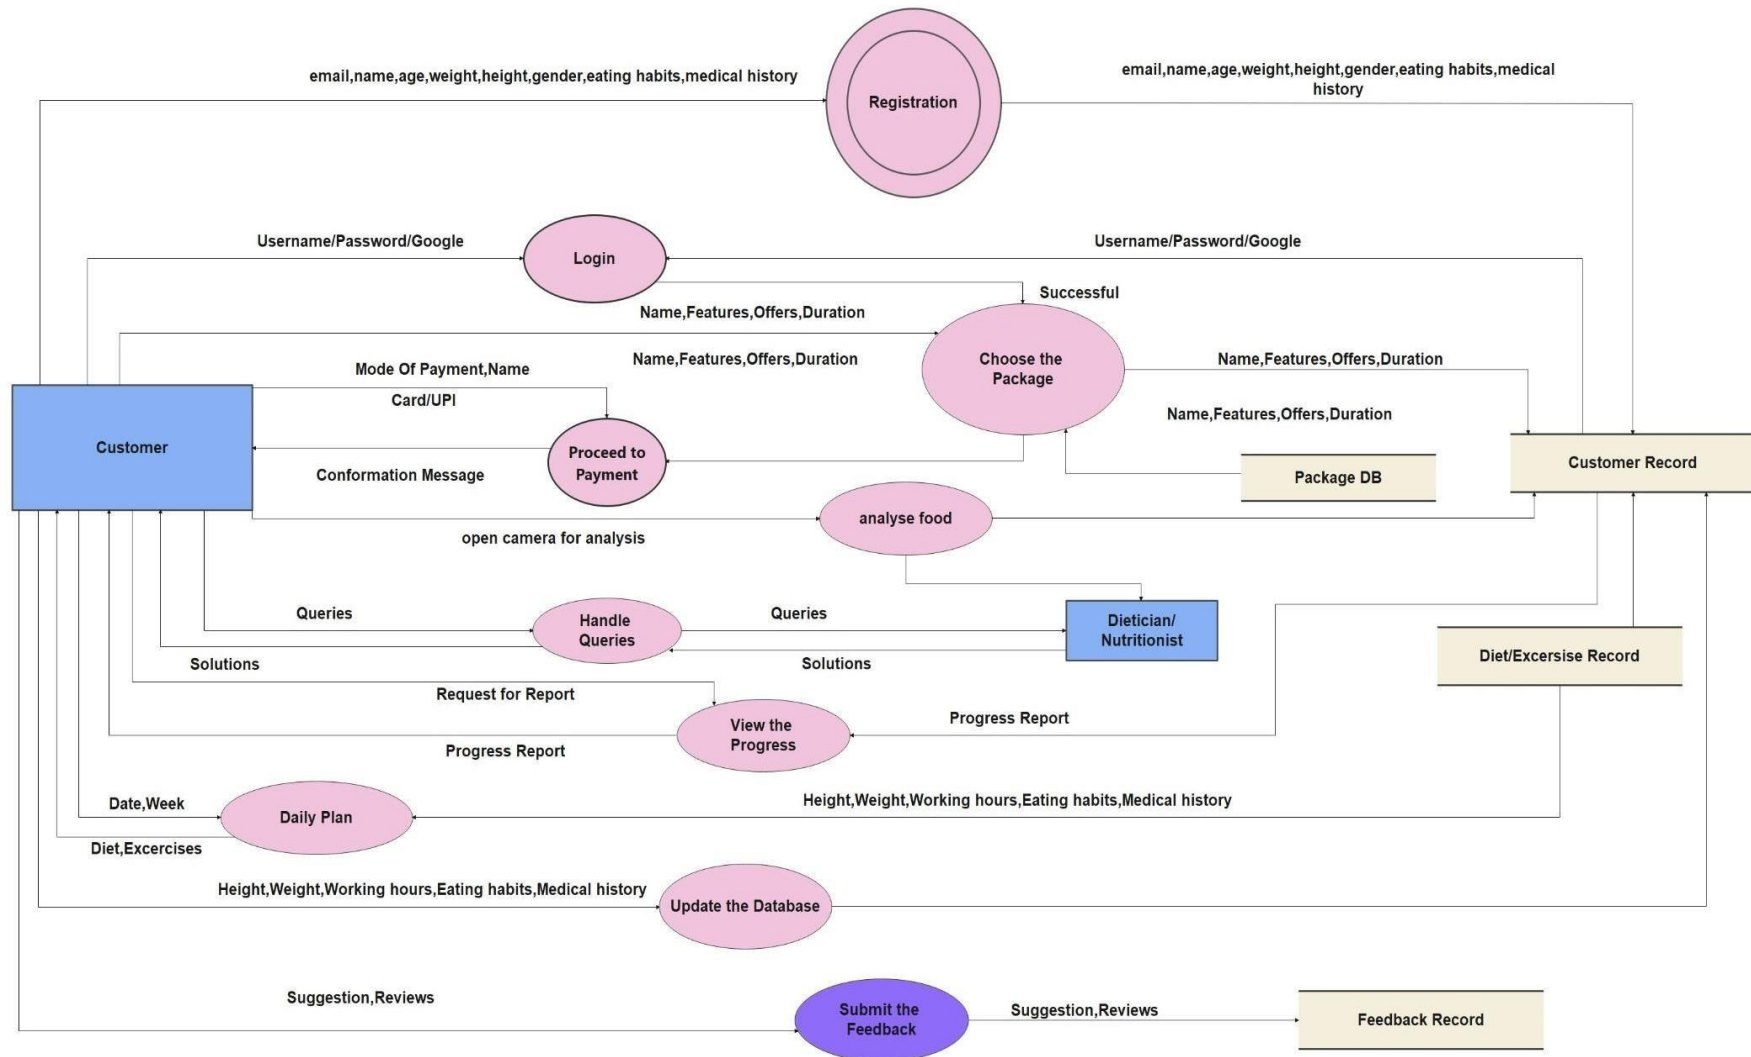 email,name,age,weight,height,gender,eating habits,medical history
email,name,age,weight,height,gender,eating habits,medical
history
Registration
Username/Password/Google
Login
Username/Password/Google
Successful
Name,Features,Offers,Duration
Name,Features,Offers,Duration
Choose the
Package
Name,Features,Offers,Duration
Mode Of Payment,Name
Card/UPI
Name,Features,Offers,Duration
Customer
Proceed to
Payment
Conformation Message
Package DB
Customer Record
analyse food
open camera for analysis
Queries
Handle
Queries
Queries
Dietician/
Nutritionist
Solutions
Solutions
Diet/Excersise Record
Request for Report
View the
Progress
Progress Report
Progress Report
Date,Week
Daily Plan
Height,Weight,Working hours,Eating habits,Medical history
Diet,Excercises
Height,Weight,Working hours,Eating habits,Medical history
Update the Database
Suggestion,Reviews
Submit the
Feedback
Suggestion,Reviews
Feedback Record